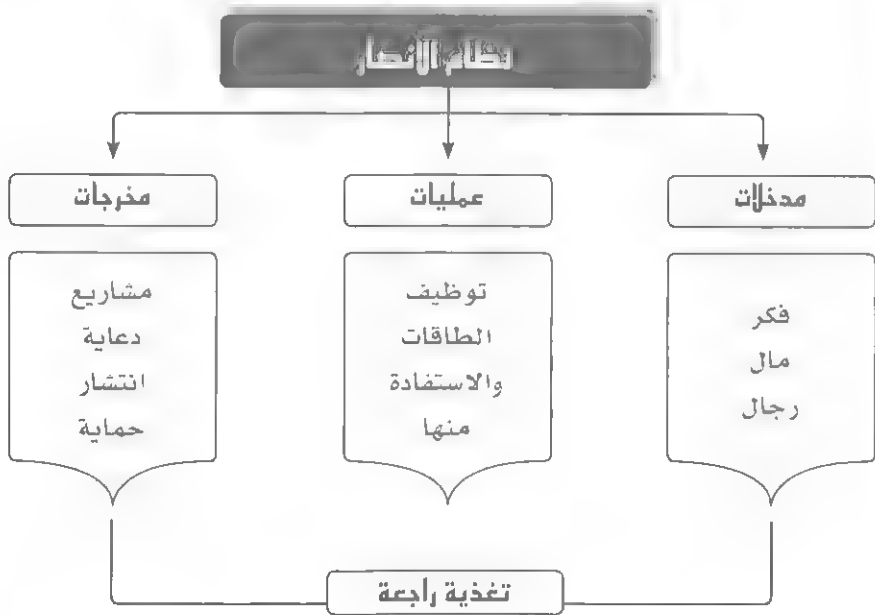 نظام الأنصار
مدخلات
عمليات
مخرجات
فكر
مال
رجال
توظيف
الطاقات
والاستفادة
منها
مشاريع
دعاية
انتشار
حماية
تغذية راجعة